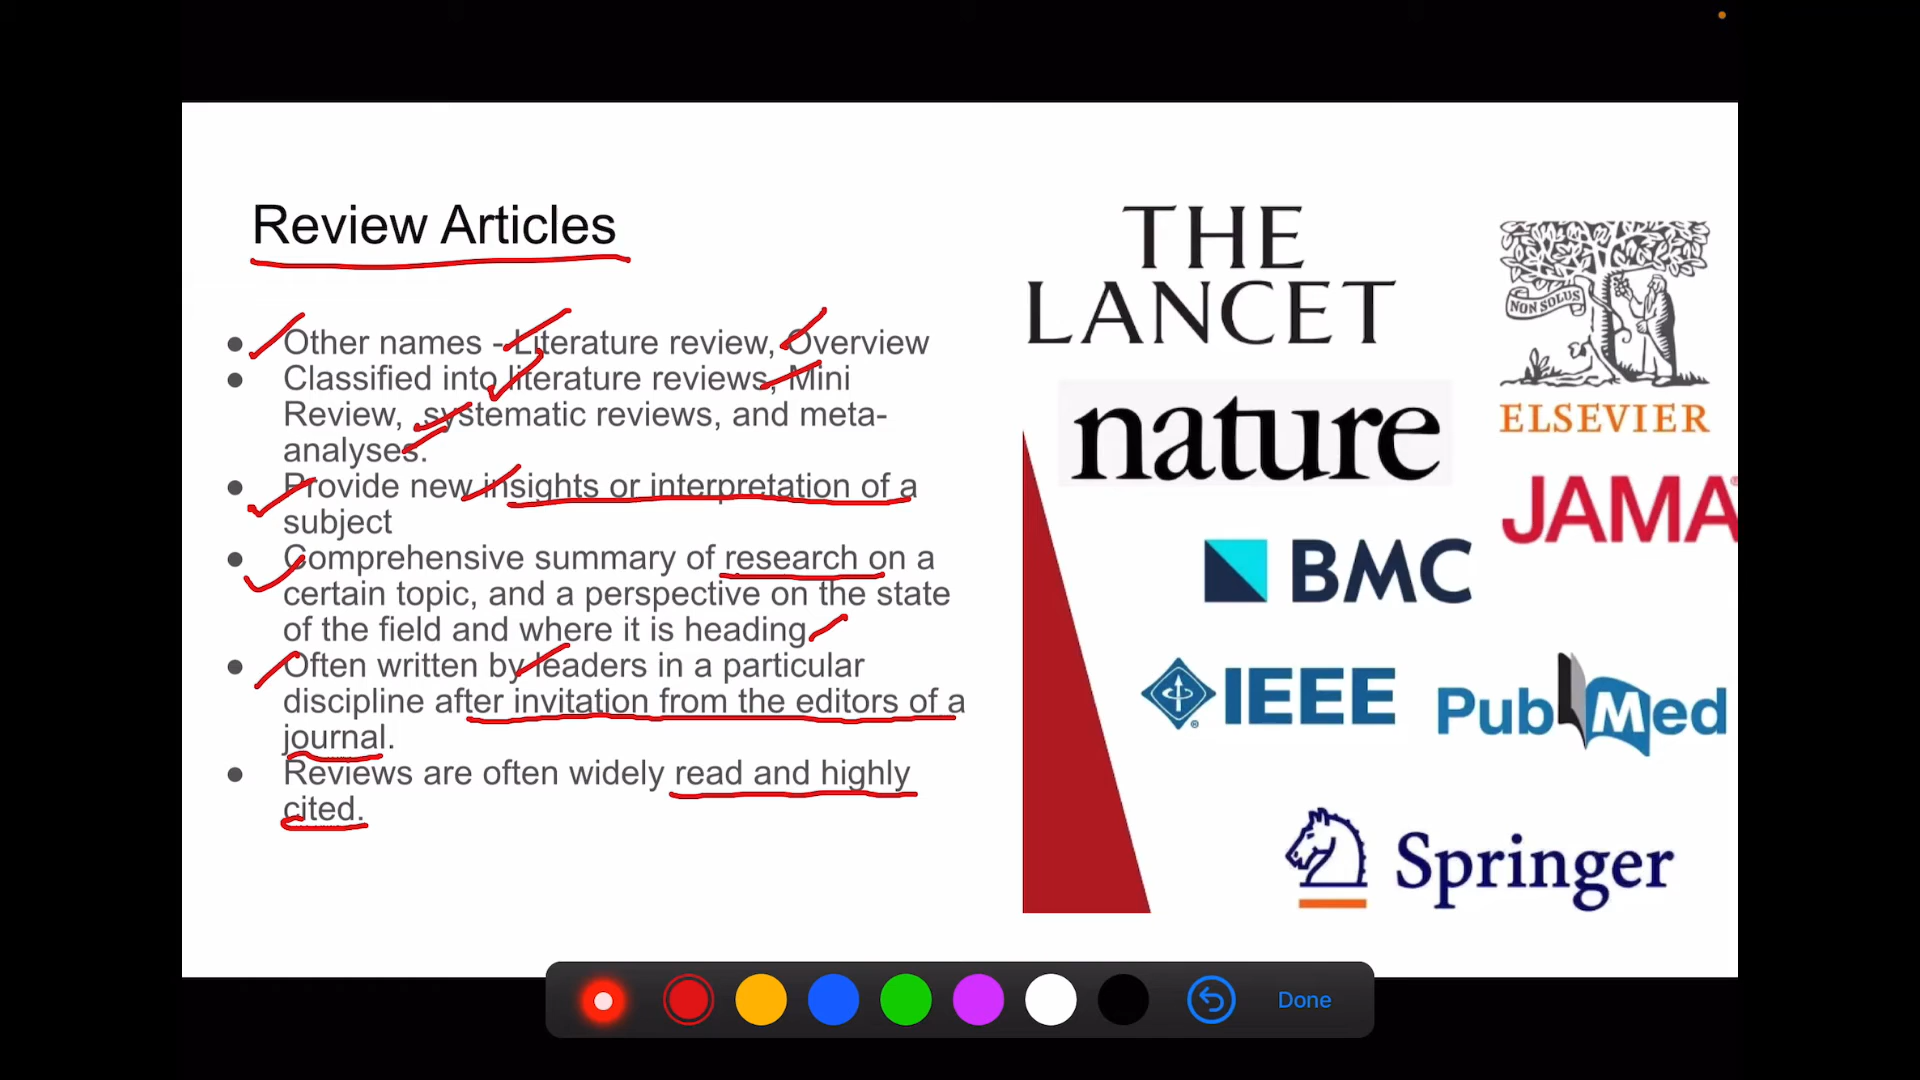 Review Articles
● Other names - Literature review, Overview
● Classified into literature reviews, Mini
Review, systematic reviews, and meta-
analyses.
● Provide new insights or interpretation of a
subject
● Comprehensive summary of research on a
certain topic, and a perspective on the state
of the field and where it is heading
● Often written by leaders in a particular
discipline after invitation from the editors of a
journal.
● Reviews are often widely read and highly
cited.
THE
LANCET
NON SOLUS
ELSEVIER
nature
JAMA
BMC
IEEE
PubMed
Springer
Done